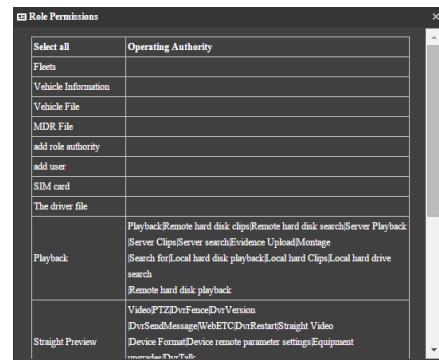 Role Permissions
Select all Operating Authority
Fleets
Vehicle Information
Vehicle File
MDR File
add role authority
add user
SIM card
The driver file
Playback|Remote hard disk clips|Remote hard disk search|Server Playback
|Server Clips|Server search|Evidence Upload|Montage
Playback |Search for|Local hard disk playback|Local hard Clips|Local hard drive
search
|Remote hard disk playback
Video|PTZ|DvrFence|DvrVersion
|DvrSendMessage|WebETC|DvrRestart|Straight Video
Straight Preview |Device Format|Device remote parameter settings|Equipment
upgrades|DvrTalk